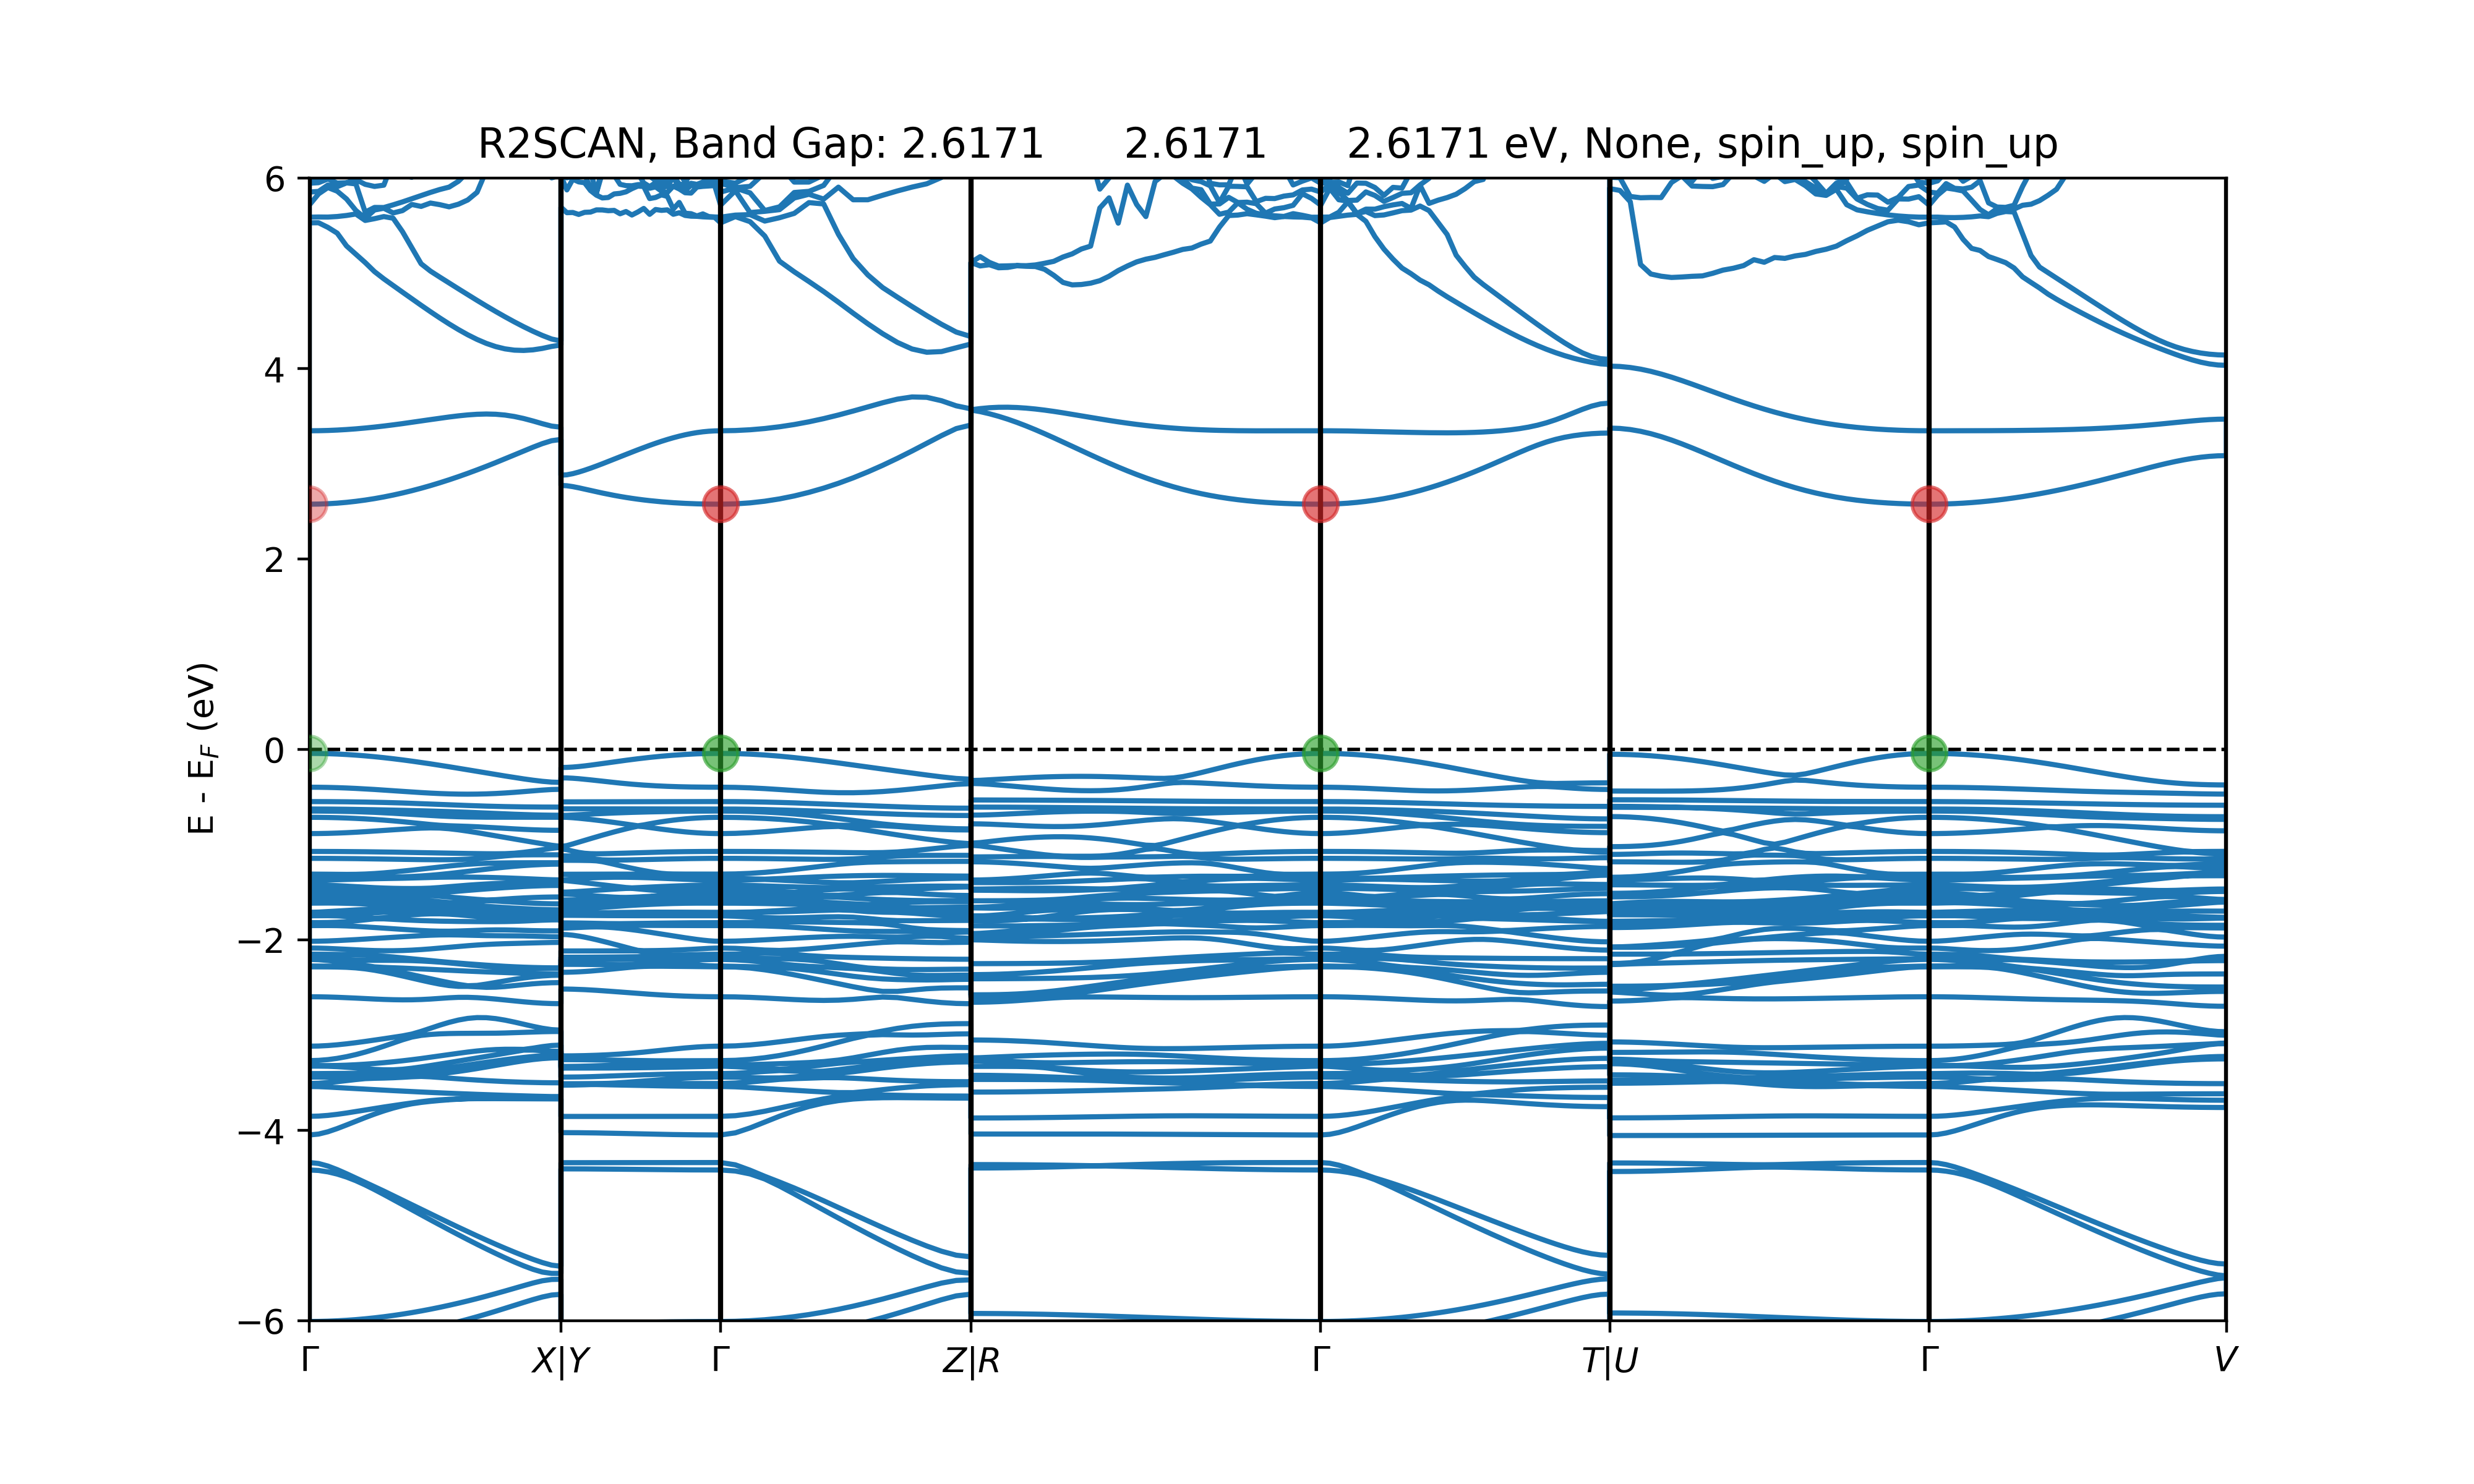 R2SCAN, Band Gap: 2.6171 2.6171 2.6171 eV, None, spin_up, spin_up
6
4
2
0
−2
−4
−6
E - E_F (eV)
Γ X|Y Γ Z|R Γ T|U Γ V